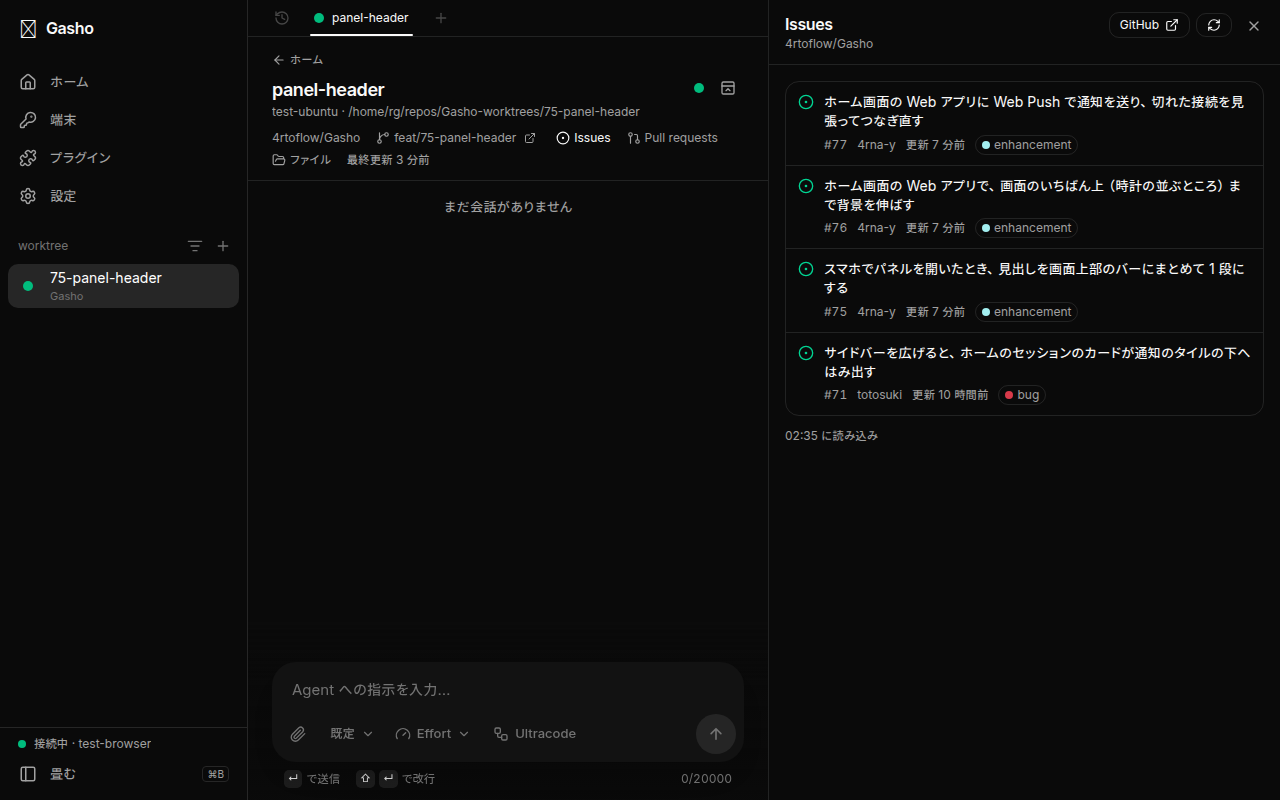 Gasho
ホーム
端末
プラグイン
設定
worktree
75-panel-header
Gasho
接続中 · test-browser
畳む
⌘B
panel-header
ホーム
panel-header
test-ubuntu · /home/rg/repos/Gasho-worktrees/75-panel-header
4rtoflow/Gasho feat/75-panel-header Issues Pull requests
ファイル 最終更新 3 分前
まだ会話がありません
Agent への指示を入力...
既定 Effort Ultracode
で送信 で改行 0/20000
Issues
4rtoflow/Gasho
GitHub
ホーム画面の Web アプリに Web Push で通知を送り、切れた接続を見
張ってつなぎ直す
#77 4rna-y 更新 7 分前 enhancement
ホーム画面の Web アプリで、画面のいちばん上（時計の並ぶところ）ま
で背景を伸ばす
#76 4rna-y 更新 7 分前 enhancement
スマホでパネルを開いたとき、見出しを画面上部のバーにまとめて 1 段に
する
#75 4rna-y 更新 7 分前 enhancement
サイドバーを広げると、ホームのセッションのカードが通知のタイルの下へ
はみ出す
#71 totosuki 更新 10 時間前 bug
02:35 に読み込み